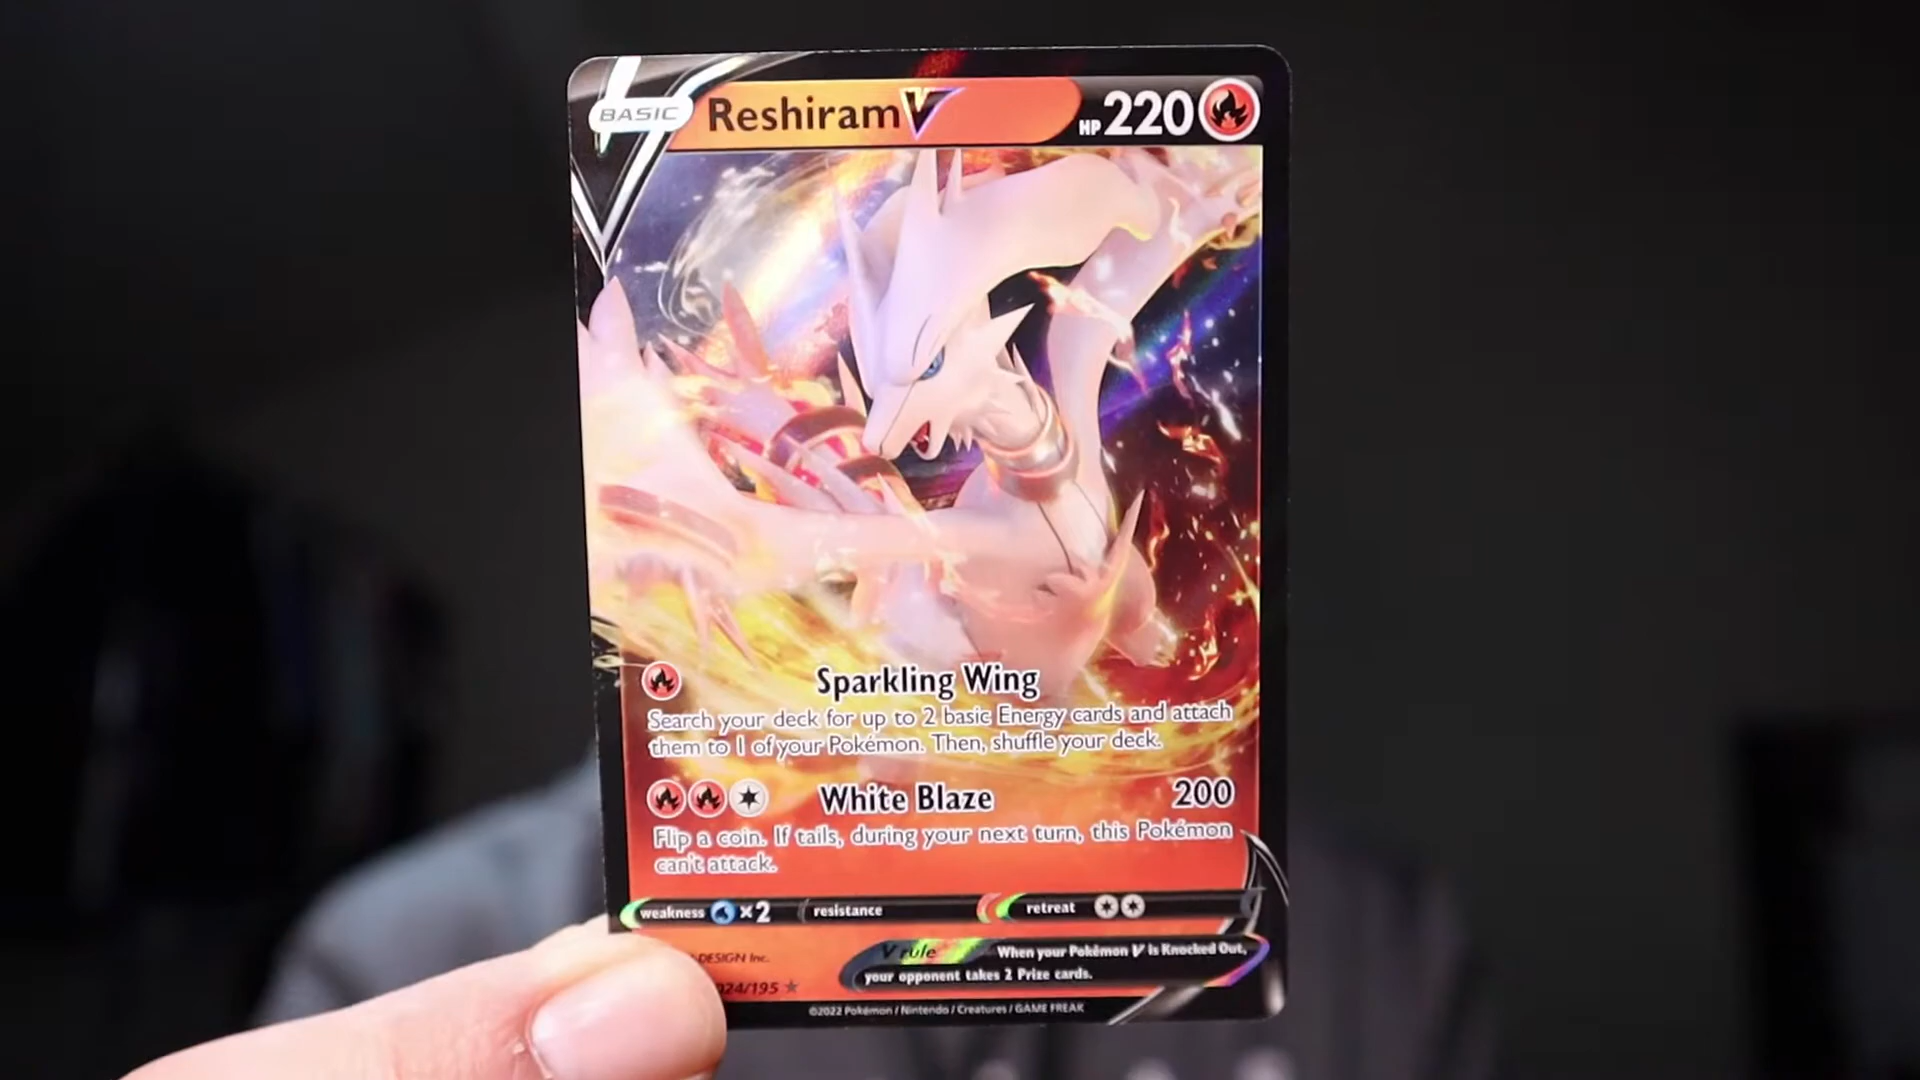 BASIC Reshiram V HP 220
Sparkling Wing
Search your deck for up to 2 basic Energy cards and attach
them to 1 of your Pokémon. Then, shuffle your deck.
White Blaze 200
Flip a coin. If tails, during your next turn, this Pokémon
can't attack.
weakness ×2 resistance retreat
DESIGN Inc.
V rule When your Pokémon V is Knocked Out,
your opponent takes 2 Prize cards.
024/195
©2022 Pokémon / Nintendo / Creatures / GAME FREAK